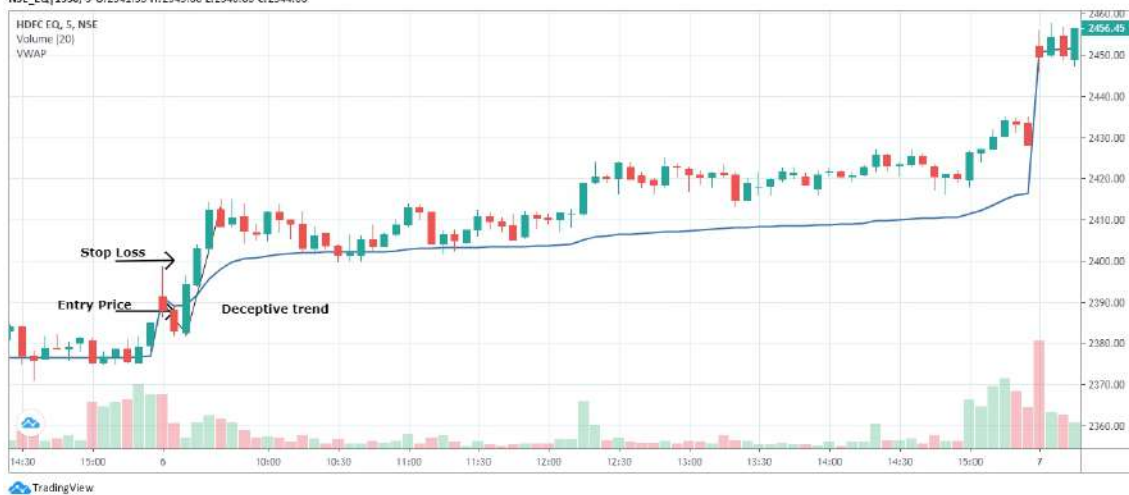 HDFC EQ, 5, NSE
Volume (20)
VWAP
2460.00
2456.45
2450.00
2440.00
2430.00
2420.00
2410.00
Stop Loss
2400.00
Entry Price
Deceptive trend
2390.00
2380.00
2370.00
2360.00
14:30 15:00 6 10:00 10:30 11:00 11:30 12:00 12:30 13:00 13:30 14:00 14:30 15:00 7
TradingView